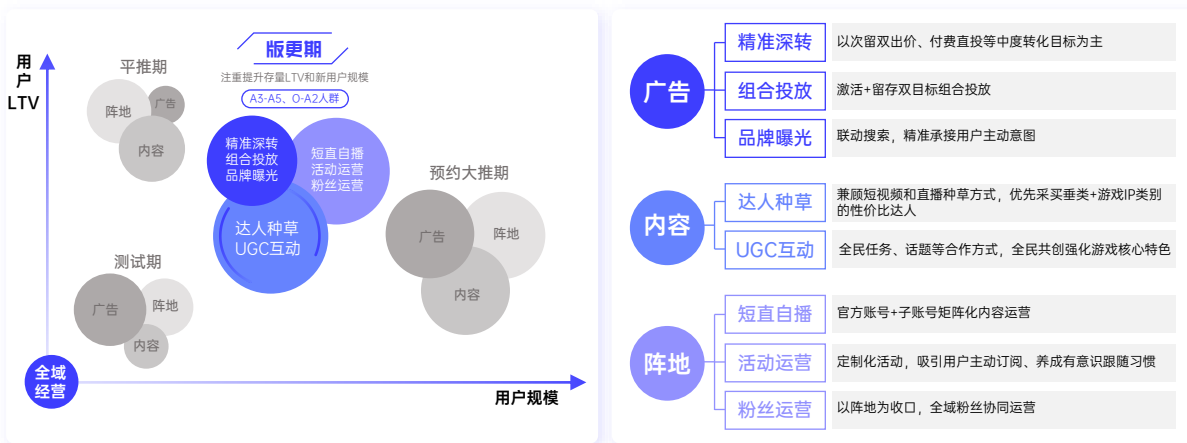 用
户
LTV
平推期
阵地
广告
内容
版更期
注重提升存量LTV和新用户规模
A3-A5、O-A2人群
精准深转
组合投放
品牌曝光
短直自播
活动运营
粉丝运营
达人种草
UGC互动
预约大推期
广告
阵地
内容
测试期
广告
阵地
内容
全域
经营
用户规模
广告
精准深转
以次留双出价、付费直投等中度转化目标为主
组合投放
激活+留存双目标组合投放
品牌曝光
联动搜索，精准承接用户主动意图
内容
达人种草
兼顾短视频和直播种草方式，优先采买垂类+游戏IP类别
的性价比达人
UGC互动
全民任务、话题等合作方式，全民共创强化游戏核心特色
阵地
短直自播
官方账号+子账号矩阵化内容运营
活动运营
定制化活动，吸引用户主动订阅、养成有意识跟随习惯
粉丝运营
以阵地为收口，全域粉丝协同运营